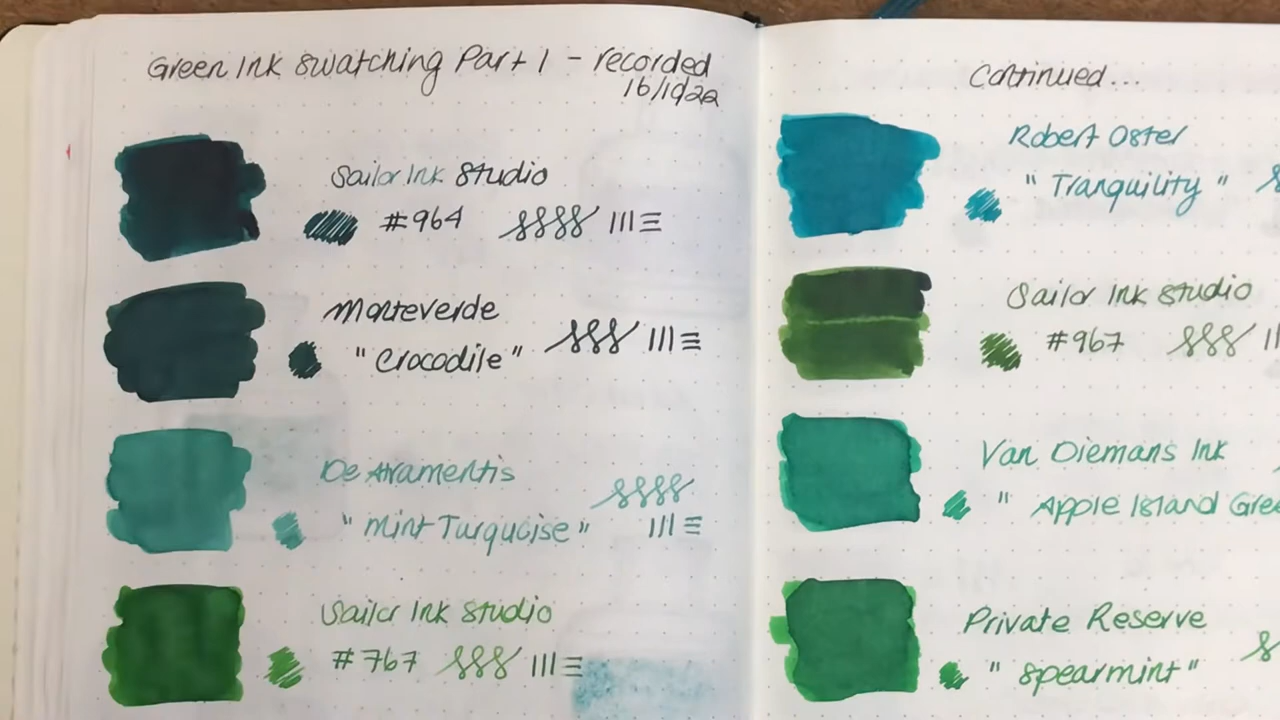 Green Ink Swatching Part 1 - recorded
16/10/22
Sailor Ink Studio
#964
Monteverde
"Crocodile"
De Atramentis
"Mint Turquoise"
Sailor Ink Studio
#767
Continued...
Robert Oster
"Tranquility"
Sailor Ink Studio
#967
Van Diemans Ink
"Apple Island Gree
Private Reserve
"Spearmint"